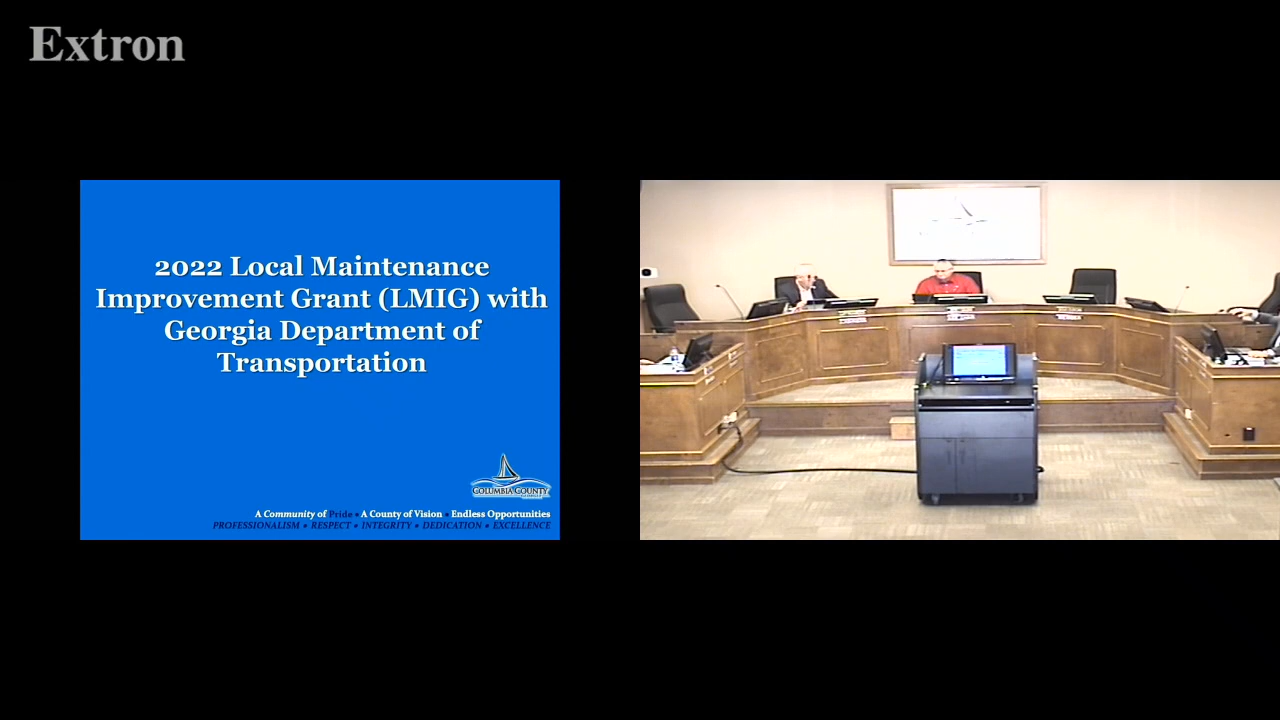 Extron
2022 Local Maintenance
Improvement Grant (LMIG) with
Georgia Department of
Transportation
COLUMBIA COUNTY
A Community of Pride • A County of Vision • Endless Opportunities
PROFESSIONALISM • RESPECT • INTEGRITY • DEDICATION • EXCELLENCE